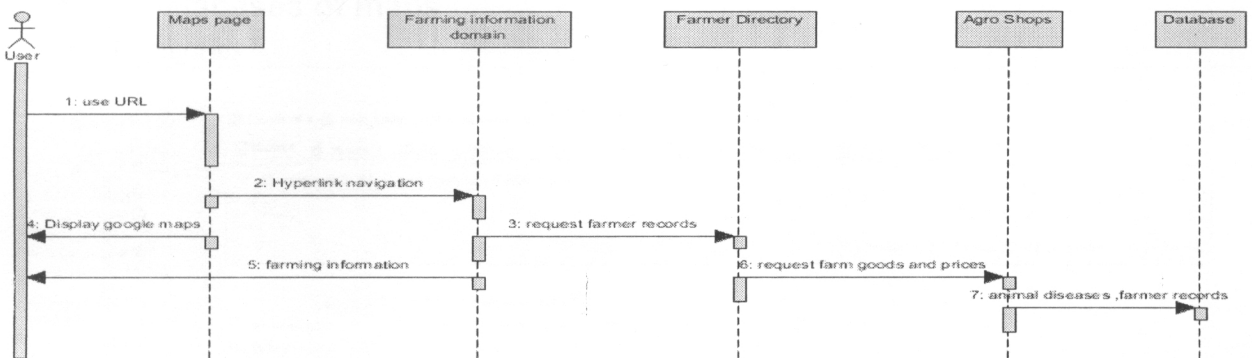 Maps page
Farming information
domain
Farmer Directory
Agro Shops
Database
User
1: use URL
2: Hyperlink navigation
4: Display google maps
3: request farmer records
5: farming information
6: request farm goods and prices
7: animal diseases ,farmer records